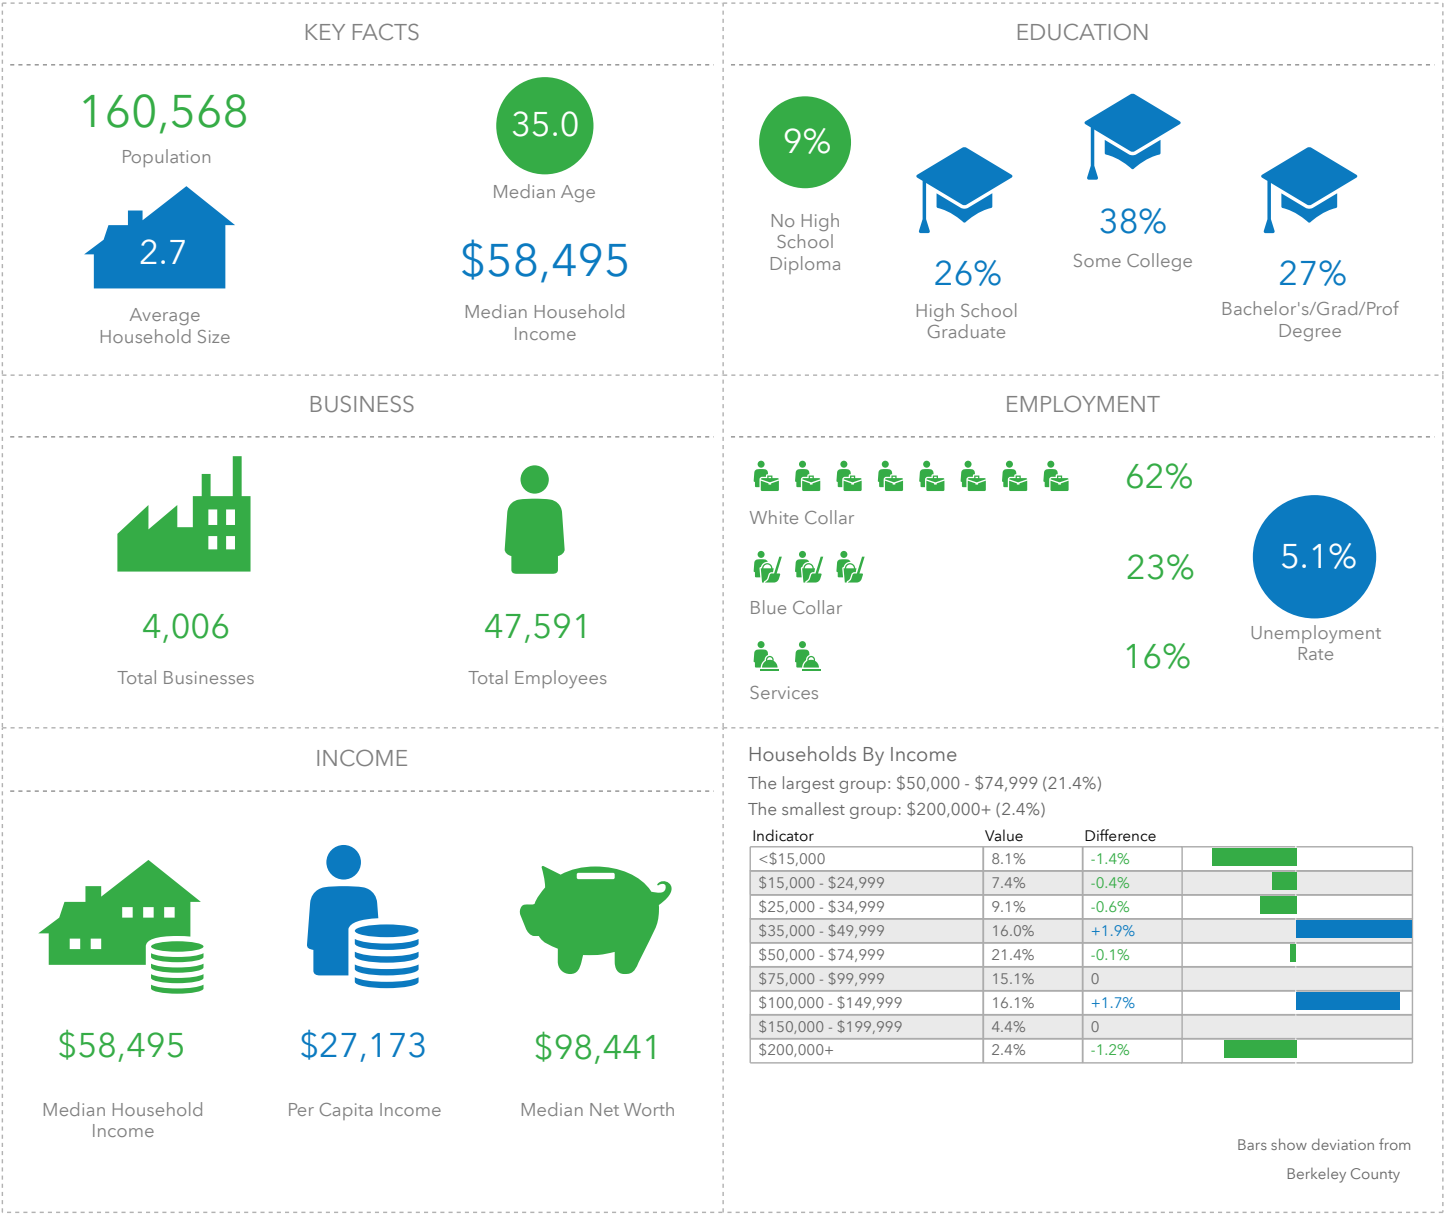 KEY FACTS
160,568
Population
35.0
Median Age
2.7
Average
Household Size
$58,495
Median Household
Income
EDUCATION
9%
No High
School
Diploma
26%
High School
Graduate
38%
Some College
27%
Bachelor's/Grad/Prof
Degree
BUSINESS
4,006
Total Businesses
47,591
Total Employees
EMPLOYMENT
62%
White Collar
23%
Blue Collar
16%
Services
5.1%
Unemployment
Rate
INCOME
$58,495
Median Household
Income
$27,173
Per Capita Income
$98,441
Median Net Worth
Households By Income
The largest group: $50,000 - $74,999 (21.4%)
The smallest group: $200,000+ (2.4%)
Indicator Value Difference
<$15,000 8.1% -1.4%
$15,000 - $24,999 7.4% -0.4%
$25,000 - $34,999 9.1% -0.6%
$35,000 - $49,999 16.0% +1.9%
$50,000 - $74,999 21.4% -0.1%
$75,000 - $99,999 15.1% 0
$100,000 - $149,999 16.1% +1.7%
$150,000 - $199,999 4.4% 0
$200,000+ 2.4% -1.2%
Bars show deviation from
Berkeley County